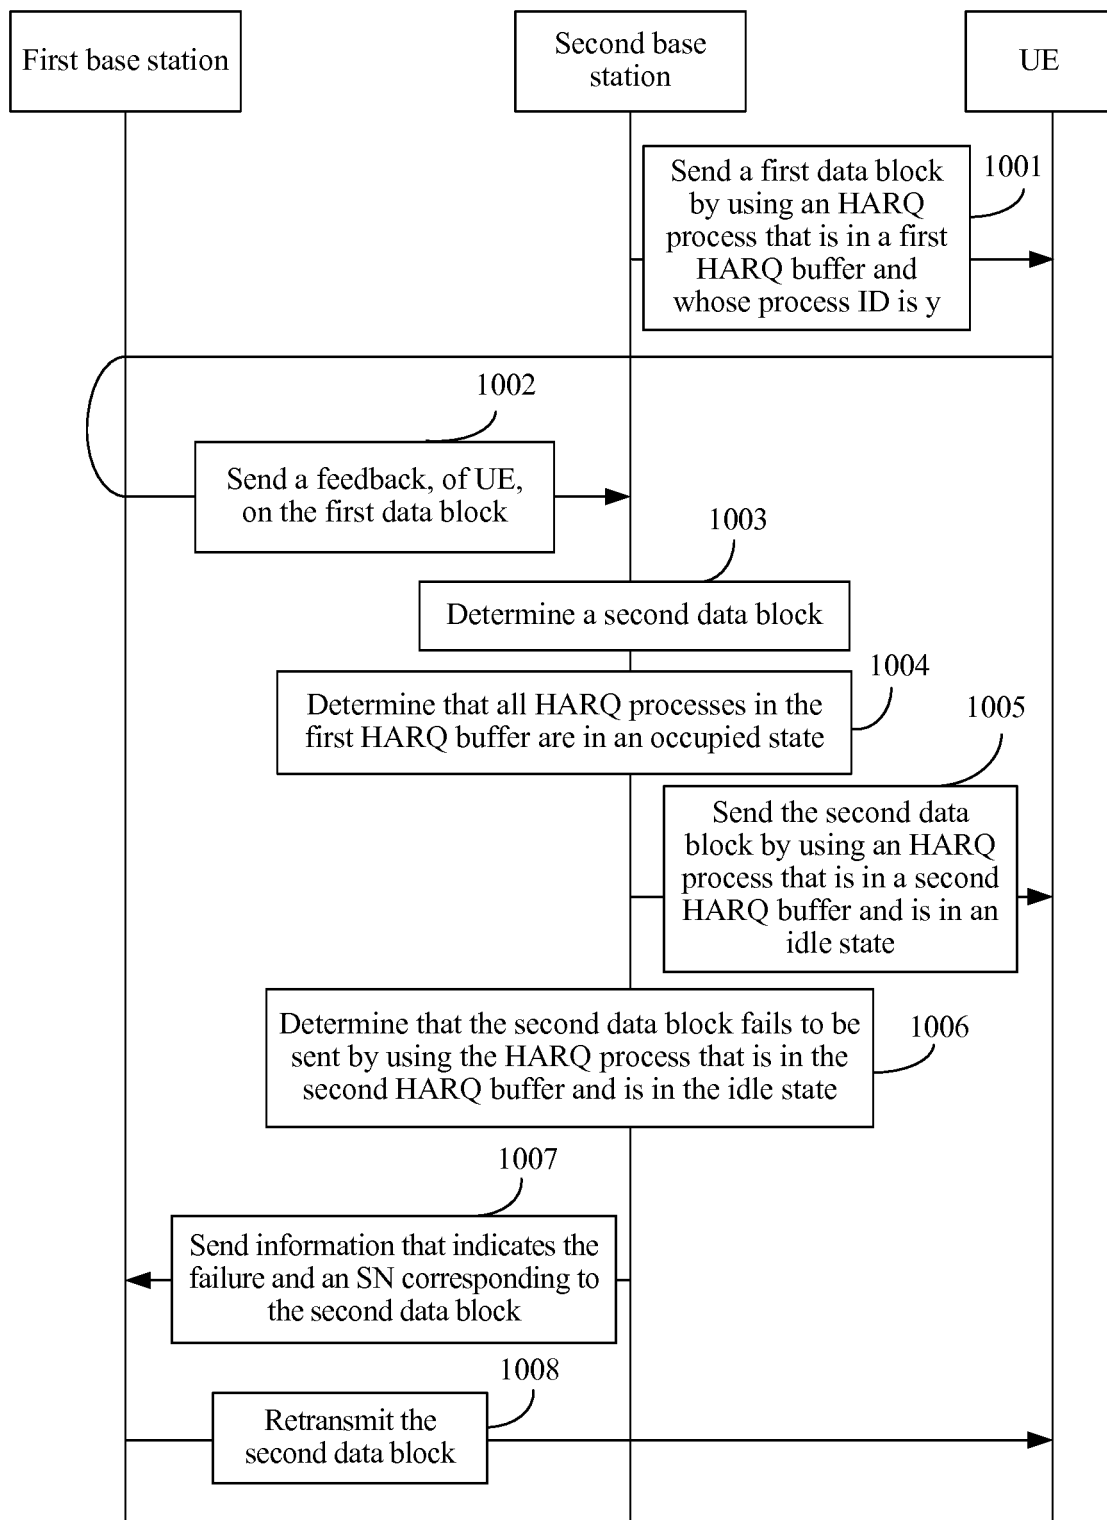 First base station
Second base
station
UE
Send a first data block
by using an HARQ
process that is in a first
HARQ buffer and
whose process ID is y
1001
1002
Send a feedback, of UE,
on the first data block
1003
Determine a second data block
1004
Determine that all HARQ processes in the
first HARQ buffer are in an occupied state
1005
Send the second data
block by using an HARQ
process that is in a second
HARQ buffer and is in an
idle state
Determine that the second data block fails to be
sent by using the HARQ process that is in the
second HARQ buffer and is in the idle state
1006
1007
Send information that indicates the
failure and an SN corresponding to
the second data block
1008
Retransmit the
second data block